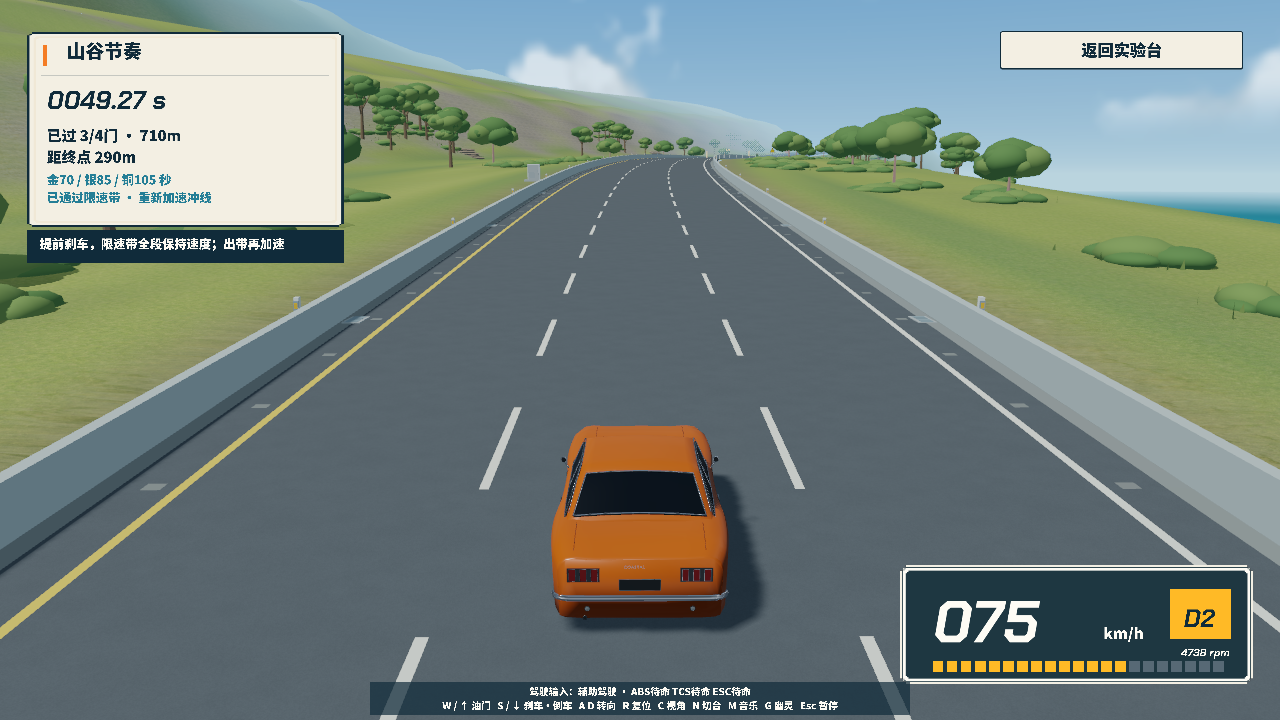 山谷节奏
0049.27 s
已过 3/4门 · 710m
距终点 290m
金70 / 银85 / 铜105 秒
已通过限速带 · 重新加速冲线
提前刹车，限速带全段保持速度；出带再加速
返回实验台
075 km/h D2
4738 rpm
驾驶输入：辅助驾驶 · ABS待命 TCS待命 ESC待命
W / ↑ 油门 S / ↓ 刹车·倒车 A D 转向 R 复位 C 视角 N 切台 M 音乐 G 幽灵 Esc 暂停